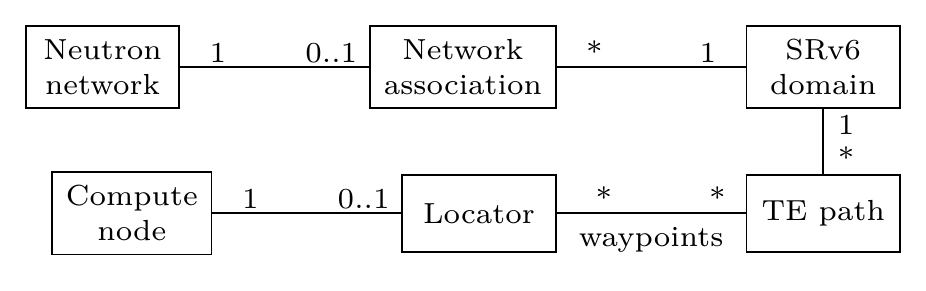 Neutron
network
1
0..1
Network
association
*
1
SRv6
domain
1
*
Compute
node
1
0..1
Locator
*
*
waypoints
TE path